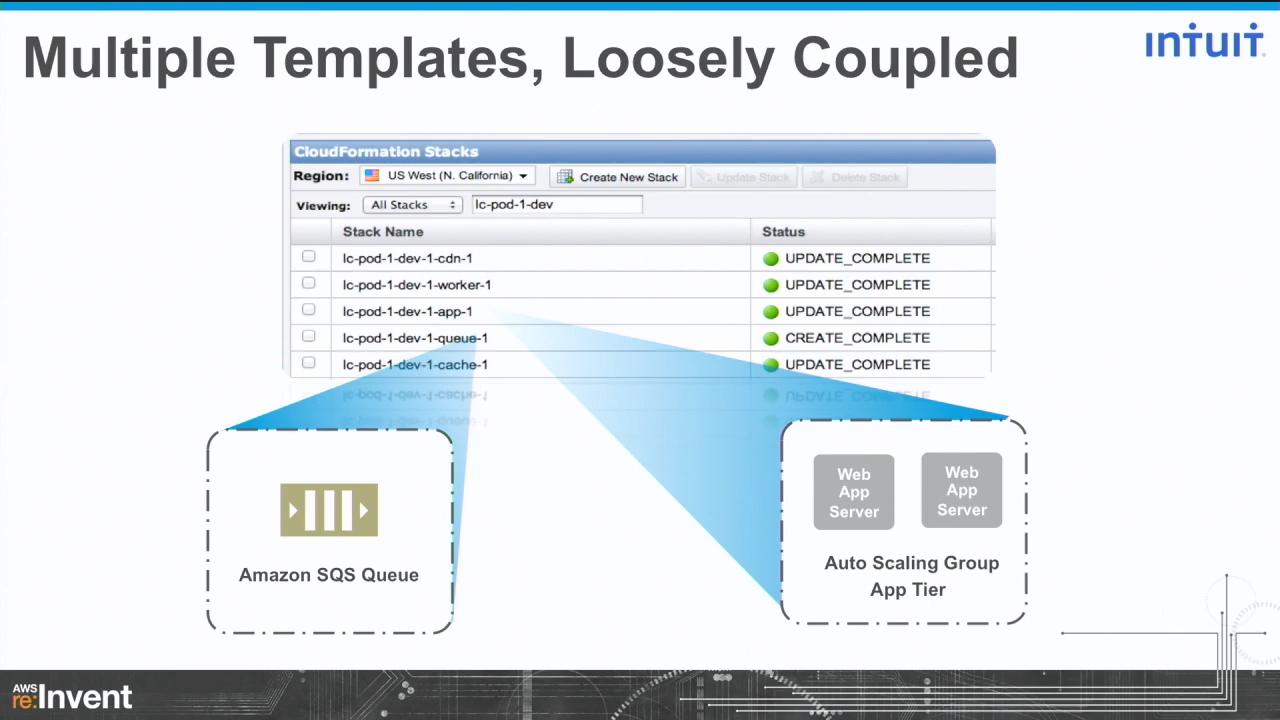 Multiple Templates, Loosely Coupled
INTUIT
CloudFormation Stacks
Region: US West (N. California) Create New Stack Update Stack Delete Stack
Viewing: All Stacks lc-pod-1-dev
Stack Name Status
lc-pod-1-dev-1-cdn-1 UPDATE_COMPLETE
lc-pod-1-dev-1-worker-1 UPDATE_COMPLETE
lc-pod-1-dev-1-app-1 UPDATE_COMPLETE
lc-pod-1-dev-1-queue-1 CREATE_COMPLETE
lc-pod-1-dev-1-cache-1 UPDATE_COMPLETE
Amazon SQS Queue
Web
App
Server
Web
App
Server
Auto Scaling Group
App Tier
AWS
re:Invent